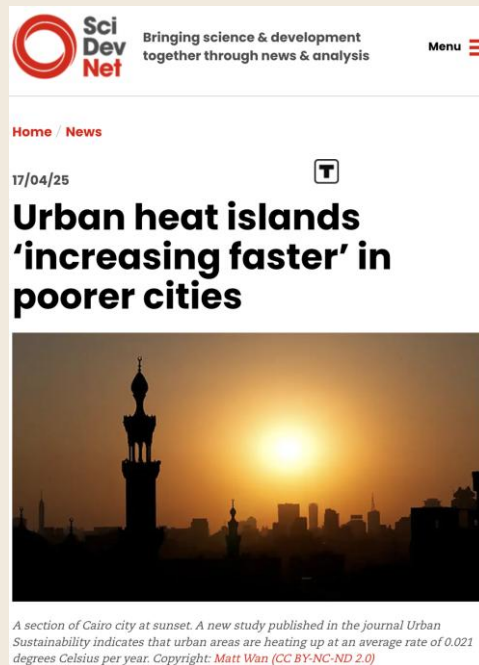 Sci
Dev
Net
Bringing science & development
together through news & analysis
Menu
Home / News
17/04/25
T
Urban heat islands
‘increasing faster’ in
poorer cities
A section of Cairo city at sunset. A new study published in the journal Urban
Sustainability indicates that urban areas are heating up at an average rate of 0.021
degrees Celsius per year. Copyright: Matt Wan (CC BY-NC-ND 2.0)